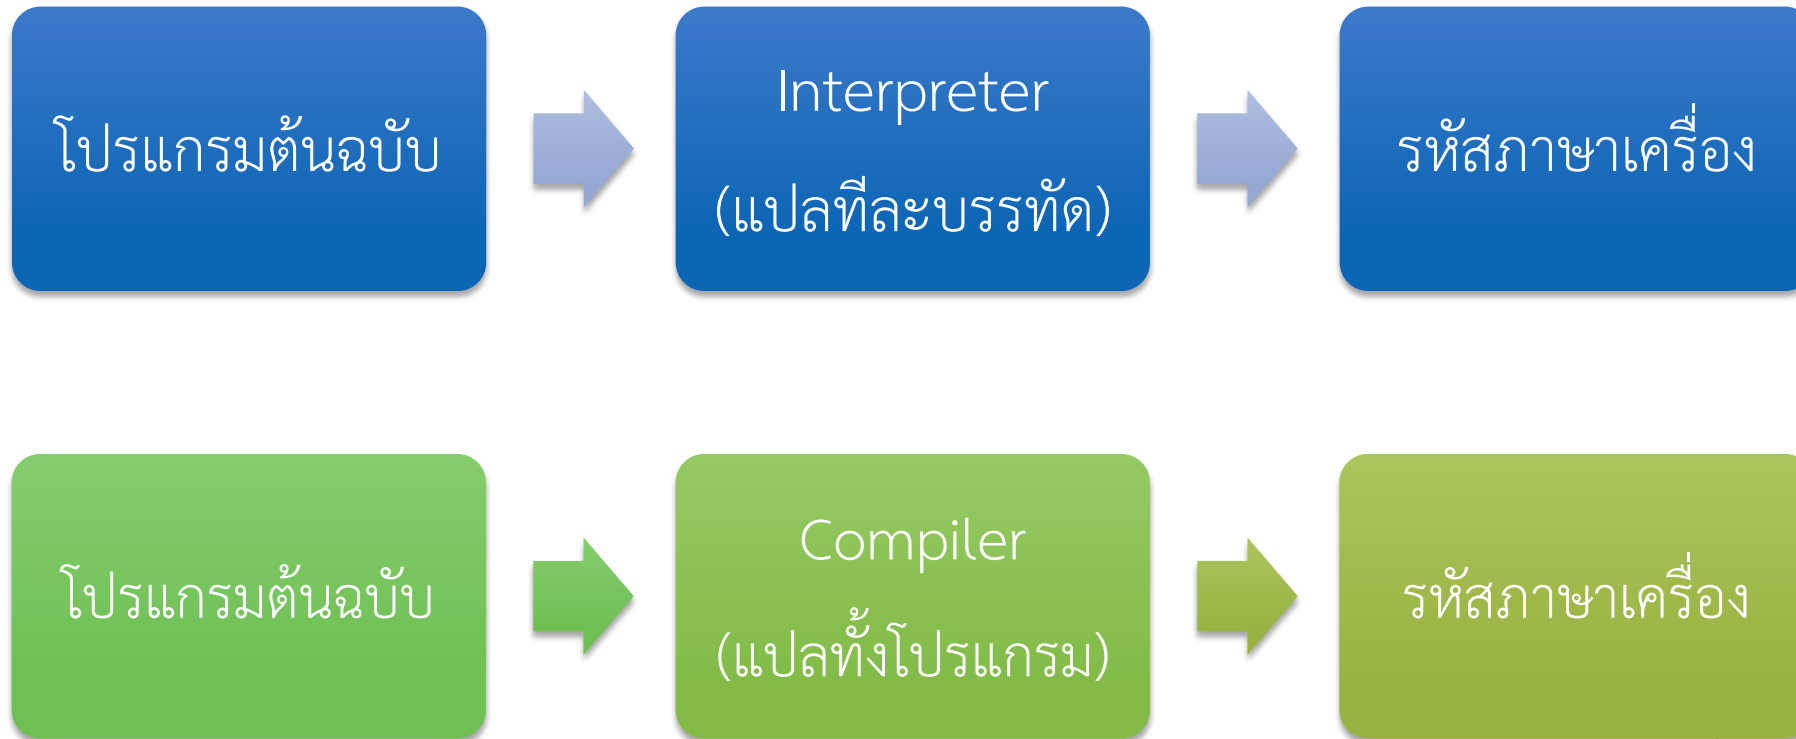 โปรแกรมต้นฉบับ
Interpreter
(แปลทีละบรรทัด)
รหัสภาษาเครื่อง
โปรแกรมต้นฉบับ
Compiler
(แปลทั้งโปรแกรม)
รหัสภาษาเครื่อง